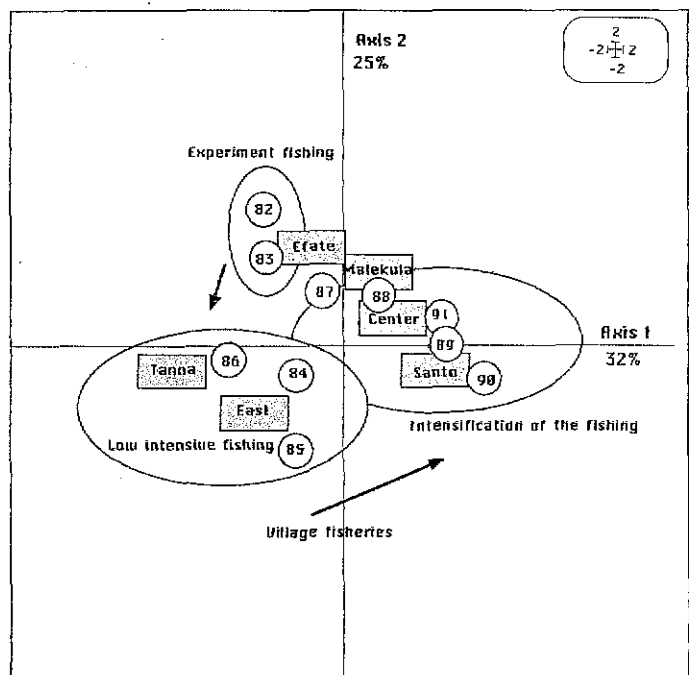 Axis 2
25%
2
-2 2
-2
Experiment fishing
82
83
Efate
Malekula
87
88
Center
91
89
Axis 1
32%
86
84
Tanna
Santo
90
East
Low intensive fishing
85
Intensification of the fishing
Village fisheries